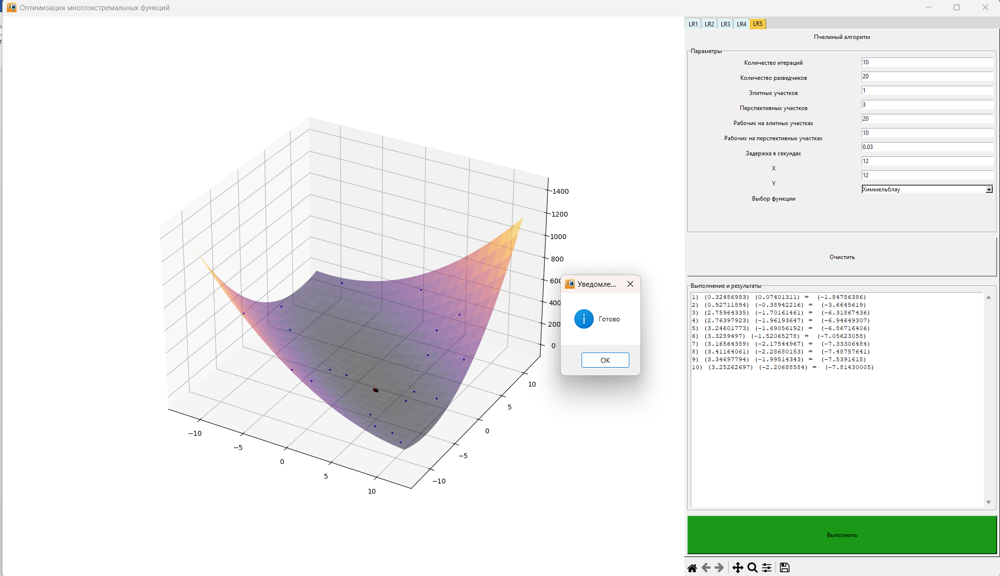 Оптимизация многоэкстремальных функций
LR1 LR2 LR3 LR4 LR5
Пчелиный алгоритм
Параметры
Количество итераций 10
Количество разведчиков 20
Элитных участков 1
Перспективных участков 3
Рабочих на элитных участках 20
Рабочих на перспективных участках 10
Задержка в секундах 0.03
X 12
Y 12
Выбор функции Химмельблау
Очистить
Выполнение и результаты
1) (0.32486953) (0.07401311) = (-1.84756386)
2) (0.92711894) (-0.38942216) = (-3.6645619)
3) (2.75964335) (-1.70161461) = (-6.31867436)
4) (2.76397923) (-1.96193647) = (-6.94649307)
5) (3.24601773) (-1.69056192) = (-6.86716406)
6) (3.3289497) (-1.52065278) = (-7.05623058)
7) (3.16564389) (-2.17544967) = (-7.33306484)
8) (3.41164061) (-2.28680153) = (-7.48757641)
9) (3.34697794) (-1.99514343) = (-7.5391618)
10) (3.25262697) (-2.20688584) = (-7.81430005)
Выполнить
1400
1200
1000
800
600
400
200
0
10
5
0
−5
−10
−10
−5
0
5
10
Уведомле...
Готово
OK